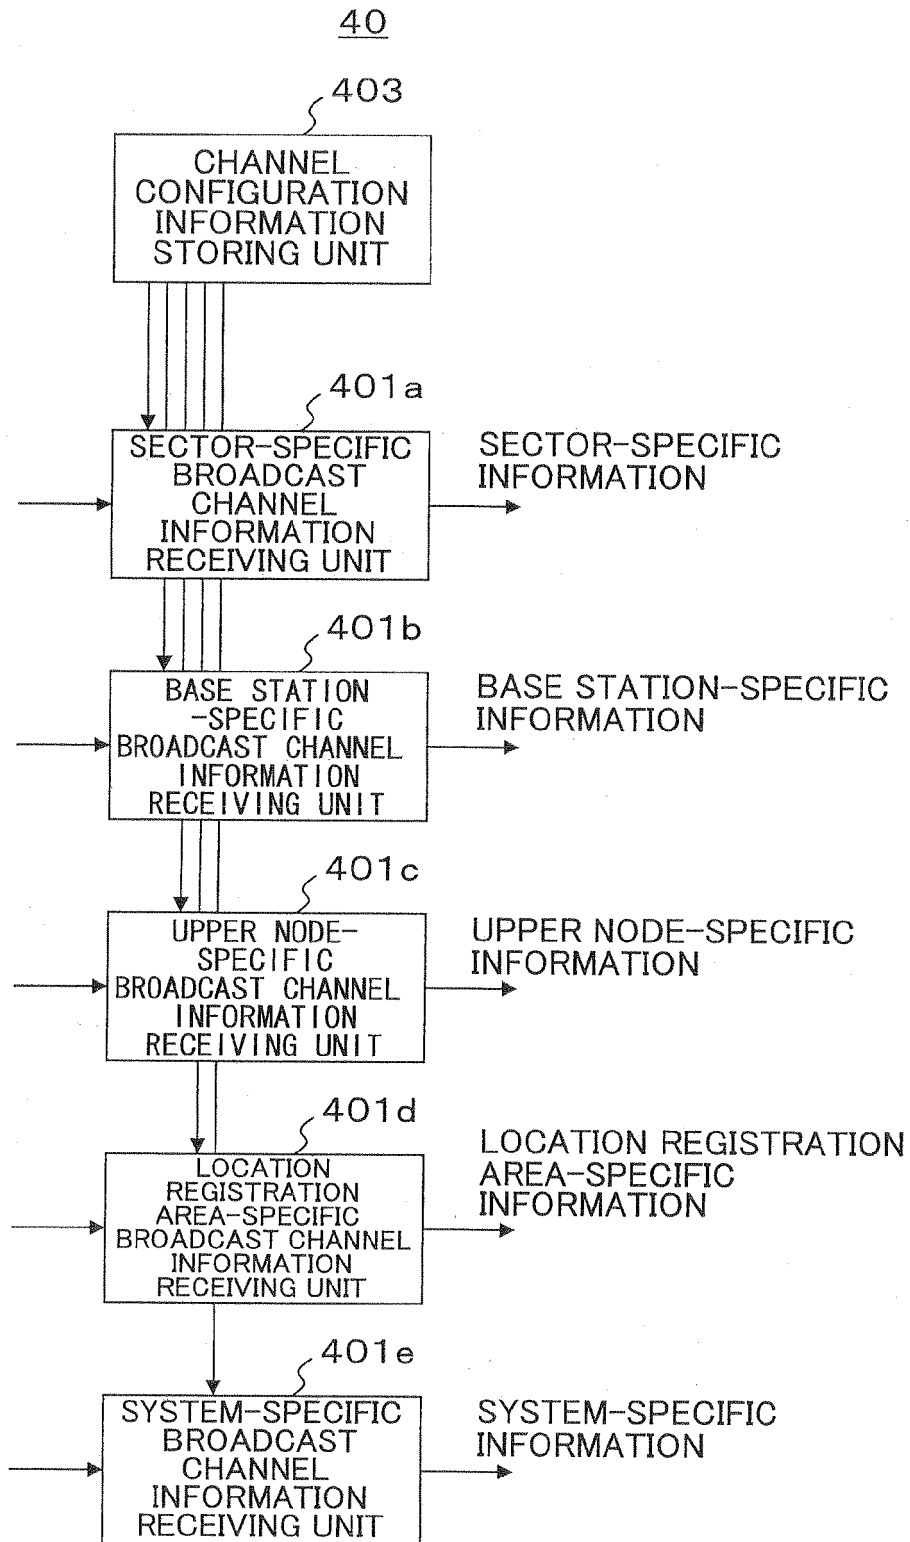 40
403
CHANNEL
CONFIGURATION
INFORMATION
STORING UNIT
401a
SECTOR-SPECIFIC
BROADCAST
CHANNEL
INFORMATION
RECEIVING UNIT
SECTOR-SPECIFIC
INFORMATION
401b
BASE STATION
-SPECIFIC
BROADCAST CHANNEL
INFORMATION
RECEIVING UNIT
BASE STATION-SPECIFIC
INFORMATION
401c
UPPER NODE-
SPECIFIC
BROADCAST CHANNEL
INFORMATION
RECEIVING UNIT
UPPER NODE-SPECIFIC
INFORMATION
401d
LOCATION
REGISTRATION
AREA-SPECIFIC
BROADCAST CHANNEL
INFORMATION
RECEIVING UNIT
LOCATION REGISTRATION
AREA-SPECIFIC
INFORMATION
401e
SYSTEM-SPECIFIC
BROADCAST
CHANNEL
INFORMATION
RECEIVING UNIT
SYSTEM-SPECIFIC
INFORMATION